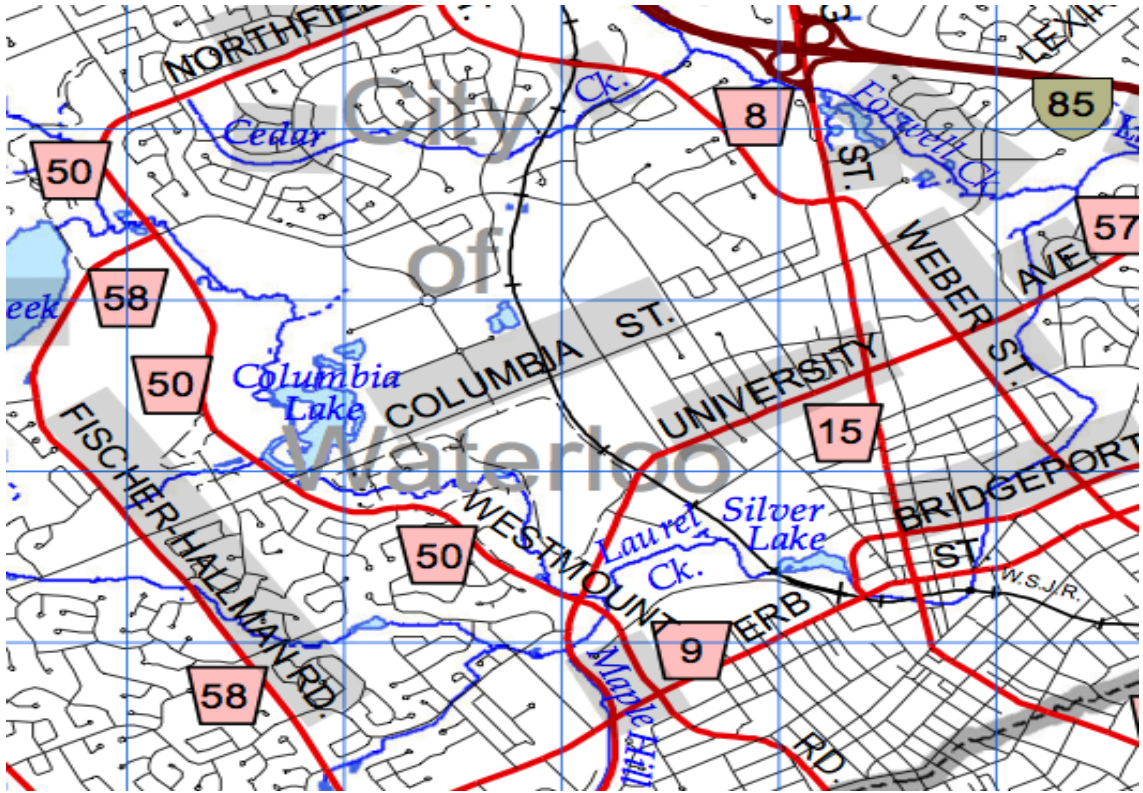 NORTHFIEL
LEXI
City
Ck.
Cedar
8
Forwell
Ck.
85
50
ST.
57
of
WEBER ST.
AVE.
58
eek
COLUMBIA ST.
UNIVERSITY
50
Columbia
Lake
15
FISCHER-HALLMAN RD.
Waterloo
BRIDGEPORT
WESTMOUNT
Laurel
Ck.
Silver
Lake
50
ST.
W.S.J.R.
ERB
9
58
Maple Hill
RD.